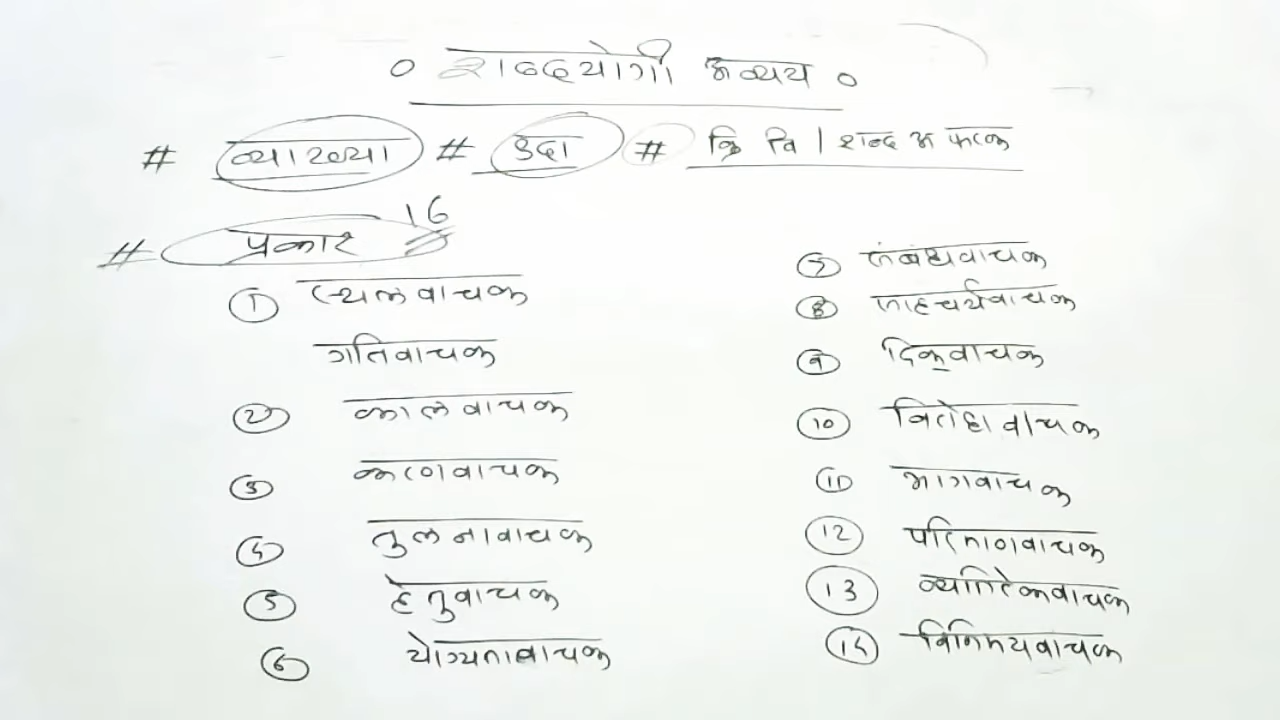 ० शब्दयोगी अव्यय ०
# व्याख्या # उदा # क्रि वि / शब्द अ फरक
# प्रकार 16
① स्थलवाचक
गतिवाचक
② कालवाचक
③ करणवाचक
④ तुलनावाचक
⑤ हेतुवाचक
⑥ योग्यतावाचक
⑦ संबंधवाचक
⑧ साहचर्यवाचक
⑨ दिक्वाचक
⑩ विरोधावाचक
⑪ भागवाचक
⑫ परिमाणवाचक
⑬ व्यतिरेकवाचक
⑭ विनिमयवाचक